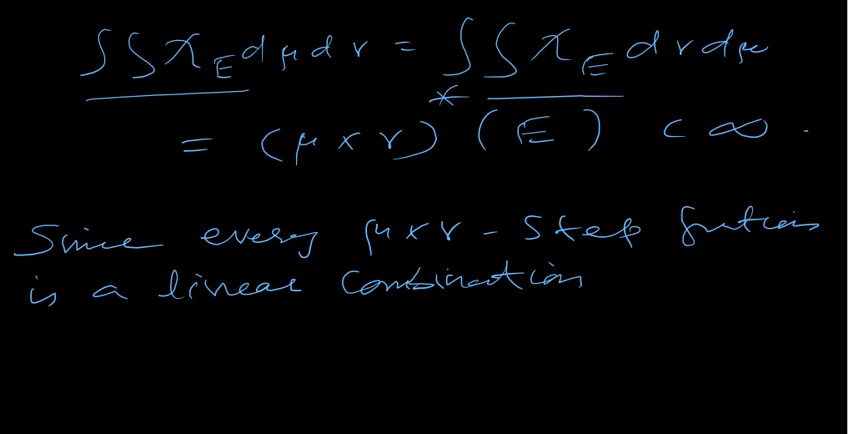 ∫∫χ_E dμ dν = ∫∫χ_E dν dμ
*
= (μ × ν) (E) < ∞.
Since every μ×ν - step function
is a linear combination